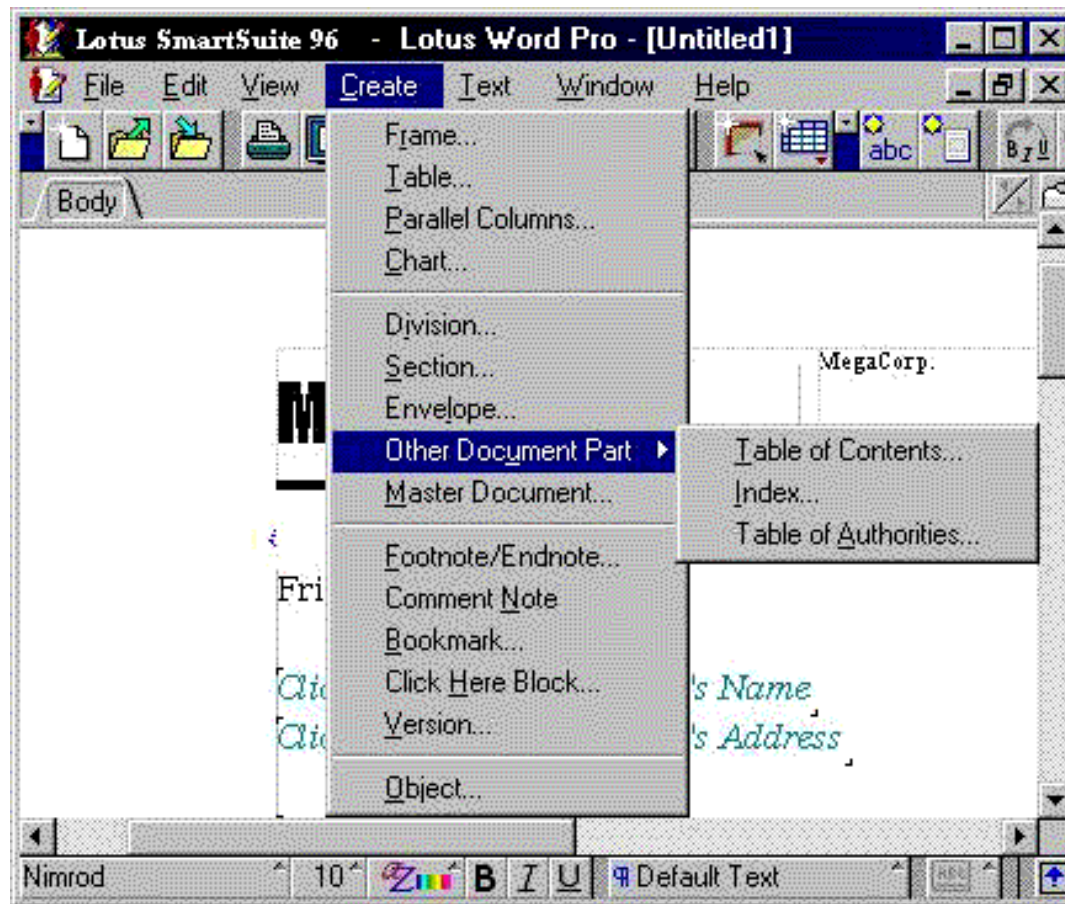 Lotus SmartSuite 96 - Lotus Word Pro - [Untitled1]
File Edit View Create Text Window Help
abc
B I U
Body
Frame...
Table...
Parallel Columns...
Chart...
Division...
Section...
Envelope...
Other Document Part
Master Document...
Footnote/Endnote...
Comment Note
Bookmark...
Click Here Block...
Version...
Object...
Table of Contents...
Index...
Table of Authorities...
MegaCorp:
M
Fri
's Name
's Address
Nimrod 10 B I U Default Text